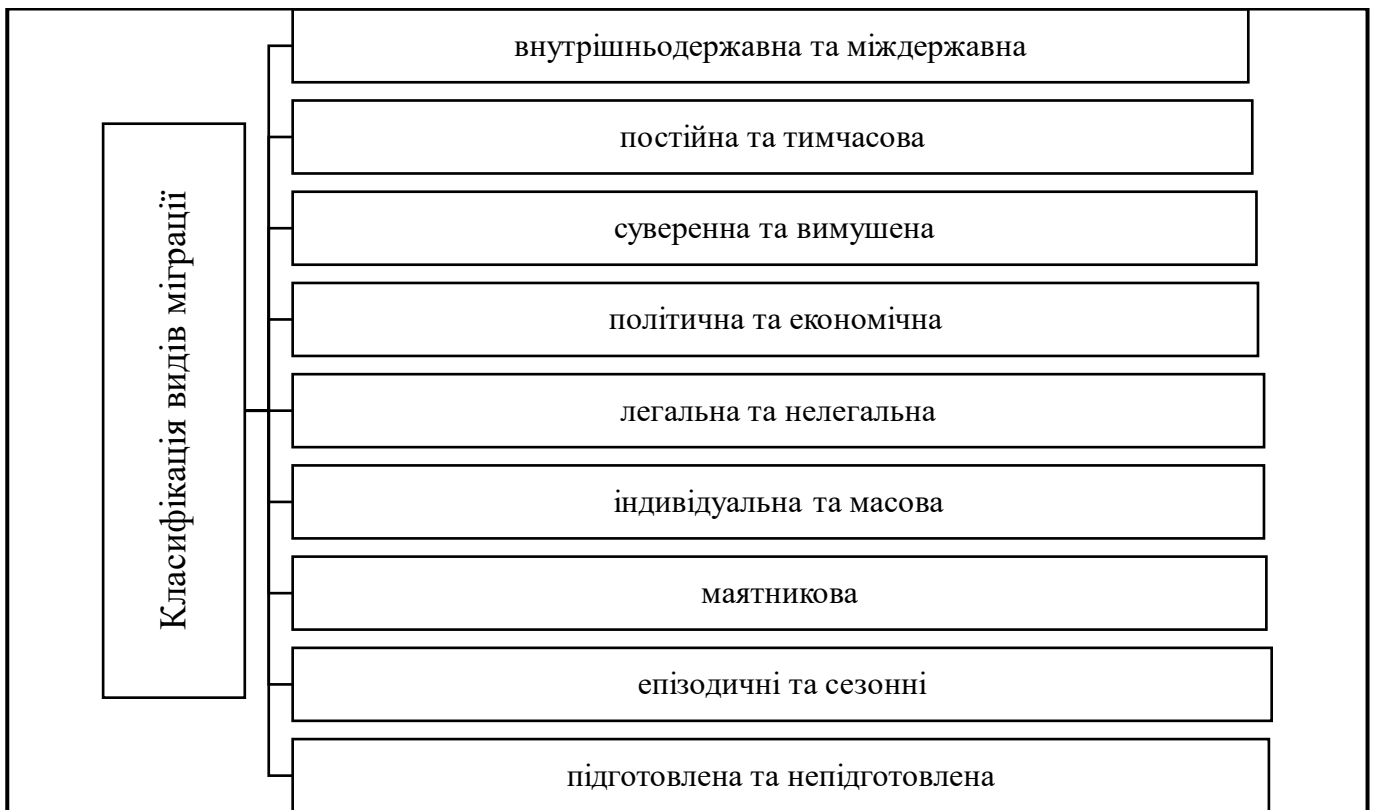 Класифікація видів міграції
внутрішньодержавна та міждержавна
постійна та тимчасова
суверенна та вимушена
політична та економічна
легальна та нелегальна
індивідуальна та масова
маятникова
епізодичні та сезонні
підготовлена та непідготовлена